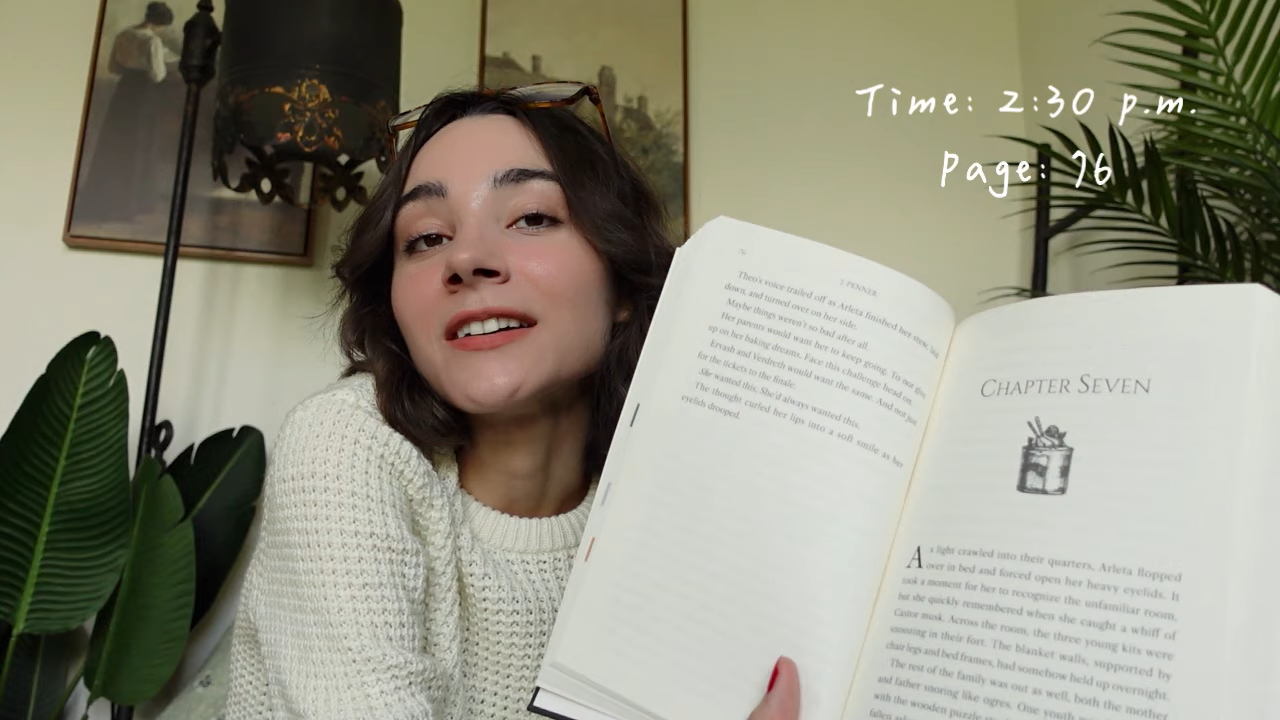 Time: 2:30 p.m.
Page: 76
76
J. PENNER
Theo's voice trailed off as Arleta finished her stew, laid
down, and turned over on her side.
Maybe things weren't so bad after all.
Her parents would want her to keep going. To not give
up on her baking dreams. Face this challenge head on.
Ervash and Verdreth would want the same. And not just
for the tickets to the finale.
She wanted this. She'd always wanted this.
The thought curled her lips into a soft smile as her
eyelids drooped.
CHAPTER SEVEN
As light crawled into their quarters, Arleta flopped
over in bed and forced open her heavy eyelids. It
took a moment for her to recognize the unfamiliar room,
but she quickly remembered when she caught a whiff of
Castor musk. Across the room, the three young kits were
snoozing in their fort. The blanket walls, supported by
chair legs and bed frames, had somehow held up overnight.
The rest of the family was out as well, both the mother
and father snoring like ogres. One youth
with the wooden puzzle
fallen